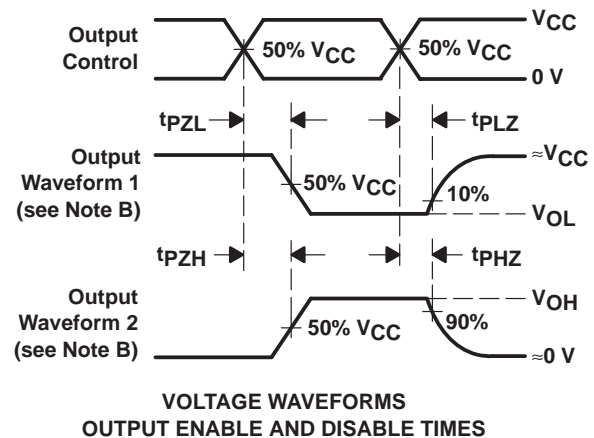 Output
Control
50% VCC
50% VCC
VCC
0 V
tPZL
tPLZ
Output
Waveform 1
(see Note B)
50% VCC
10%
≈VCC
VOL
tPZH
tPHZ
Output
Waveform 2
(see Note B)
50% VCC
90%
VOH
≈0 V
VOLTAGE WAVEFORMS
OUTPUT ENABLE AND DISABLE TIMES